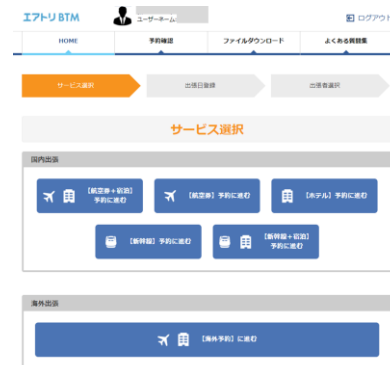 エアトリ BTM
ユーザーネーム
ログアウト
HOME
予約確認
ファイルダウンロード
よくある質問集
サービス選択
出張日登録
出張者選択
サービス選択
国内出張
【航空券+宿泊】
予約に進む
【航空券】予約に進む
【ホテル】予約に進む
【新幹線】予約に進む
【新幹線+宿泊】
予約に進む
海外出張
【海外予約】に進む